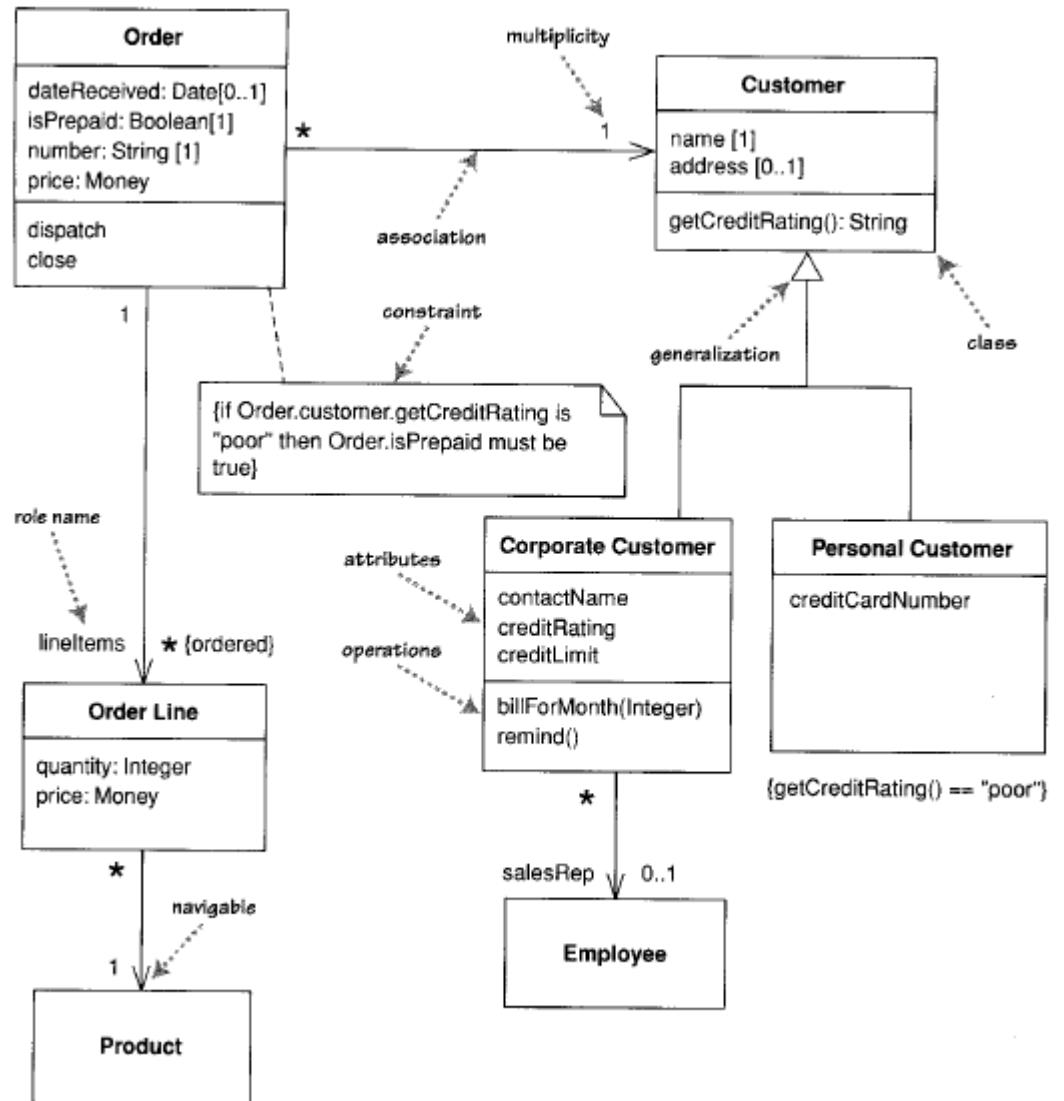 Order
dateReceived: Date[0..1]
isPrepaid: Boolean[1]
number: String [1]
price: Money
dispatch
close
multiplicity
* 1
association
Customer
name [1]
address [0..1]
getCreditRating(): String
1
constraint
generalization
class
{if Order.customer.getCreditRating is
"poor" then Order.isPrepaid must be
true}
role name
lineItems * {ordered}
Order Line
quantity: Integer
price: Money
*
navigable
1
Product
attributes
operations
Corporate Customer
contactName
creditRating
creditLimit
billForMonth(Integer)
remind()
*
salesRep 0..1
Employee
Personal Customer
creditCardNumber
{getCreditRating() == "poor"}